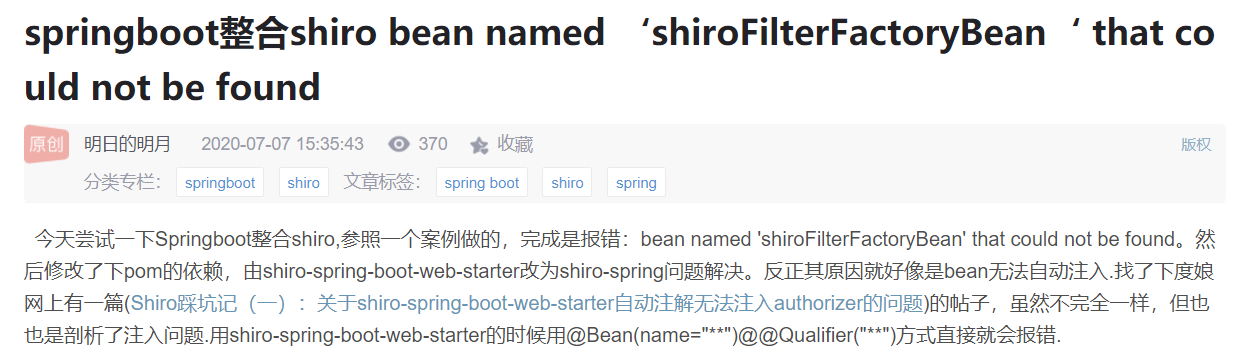 springboot整合shiro bean named ‘shiroFilterFactoryBean‘ that co
uld not be found
原创 明日的明月 2020-07-07 15:35:43 370 收藏 版权
分类专栏: springboot shiro 文章标签: spring boot shiro spring
今天尝试一下Springboot整合shiro,参照一个案例做的，完成是报错：bean named 'shiroFilterFactoryBean' that could not be found。然
后修改了下pom的依赖，由shiro-spring-boot-web-starter改为shiro-spring问题解决。反正其原因就好像是bean无法自动注入.找了下度娘
网上有一篇(Shiro踩坑记（一）：关于shiro-spring-boot-web-starter自动注解无法注入authorizer的问题)的帖子，虽然不完全一样，但也
也是剖析了注入问题.用shiro-spring-boot-web-starter的时候用@Bean(name="**")@@Qualifier("**")方式直接就会报错.